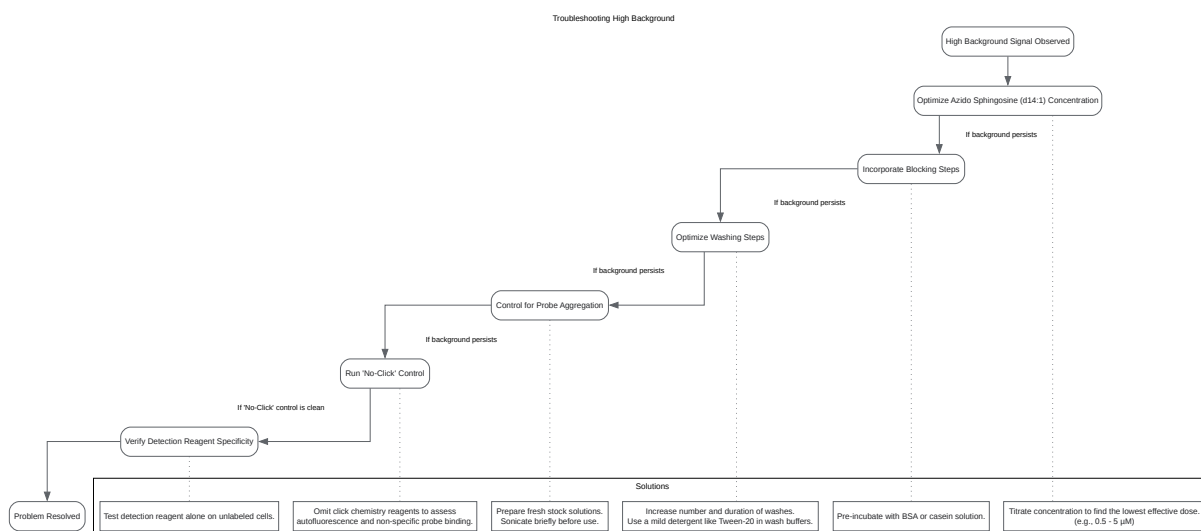 Troubleshooting High Background
High Background Signal Observed
Optimize Azido Sphingosine (d14:1) Concentration
If background persists
Incorporate Blocking Steps
If background persists
Optimize Washing Steps
If background persists
Control for Probe Aggregation
If background persists
Run 'No-Click' Control
If 'No-Click' control is clean
Verify Detection Reagent Specificity
Problem Resolved
Solutions
Test detection reagent alone on unlabeled cells.
Omit click chemistry reagents to assess
autofluorescence and non-specific probe binding.
Prepare fresh stock solutions.
Sonicate briefly before use.
Increase number and duration of washes.
Use a mild detergent like Tween-20 in wash buffers.
Pre-incubate with BSA or casein solution.
Titrate concentration to find the lowest effective dose
(e.g., 0.5 - 5 µM)